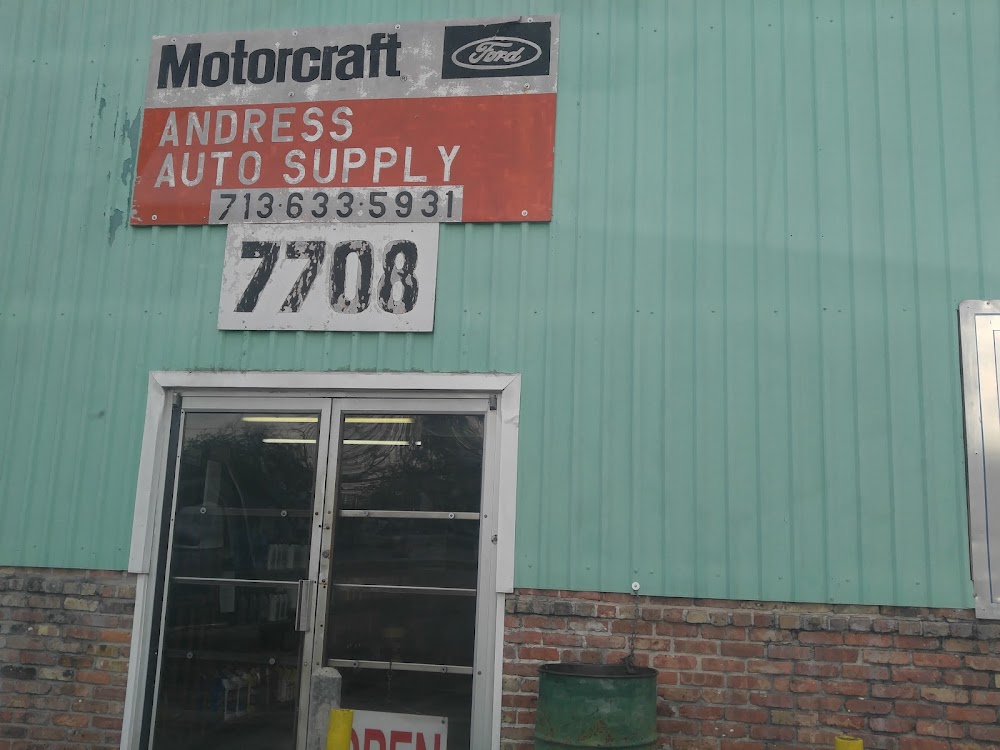 Motorcraft
Ford
ANDRESS
AUTO SUPPLY
713·633·5931
7708
OPEN